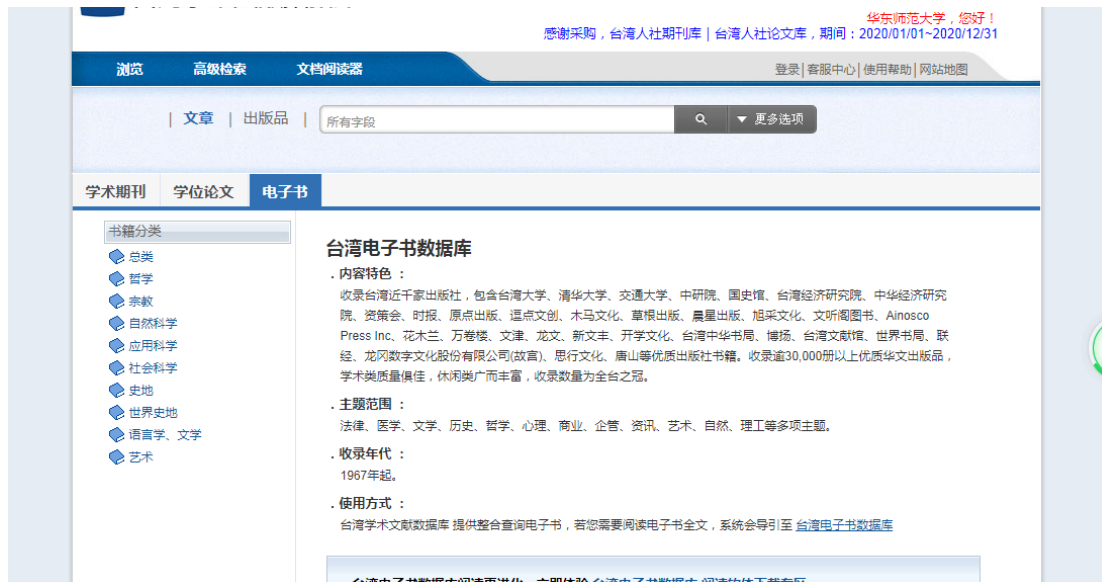 华东师范大学，您好！
感谢采购，台湾人社期刊库 | 台湾人社论文库，期间：2020/01/01~2020/12/31
浏览 高级检索 文档阅读器 登录|客服中心|使用帮助|网站地图
| 文章 | 出版品 | 所有字段 ▼ 更多选项
学术期刊 学位论文 电子书
书籍分类
总类
哲学
宗教
自然科学
应用科学
社会科学
史地
世界史地
语言学、文学
艺术
台湾电子书数据库
．内容特色 ：
收录台湾近千家出版社，包含台湾大学、清华大学、交通大学、中研院、国史馆、台湾经济研究院、中华经济研究
院、资策会、时报、原点出版、逗点文创、木马文化、草根出版、晨星出版、旭采文化、文听阁图书、Ainosco
Press Inc、花木兰、万卷楼、文津、龙文、新文丰、开学文化、台湾中华书局、博扬、台湾文献馆、世界书局、联
经、龙冈数字文化股份有限公司(故宫)、思行文化、唐山等优质出版社书籍。收录逾30,000册以上优质华文出版品，
学术类质量俱佳，休闲类广而丰富，收录数量为全台之冠。
．主题范围 ：
法律、医学、文学、历史、哲学、心理、商业、企管、资讯、艺术、自然、理工等多项主题。
．收录年代 ：
1967年起。
．使用方式 ：
台湾学术文献数据库 提供整合查询电子书，若您需要阅读电子书全文，系统会导引至 台湾电子书数据库